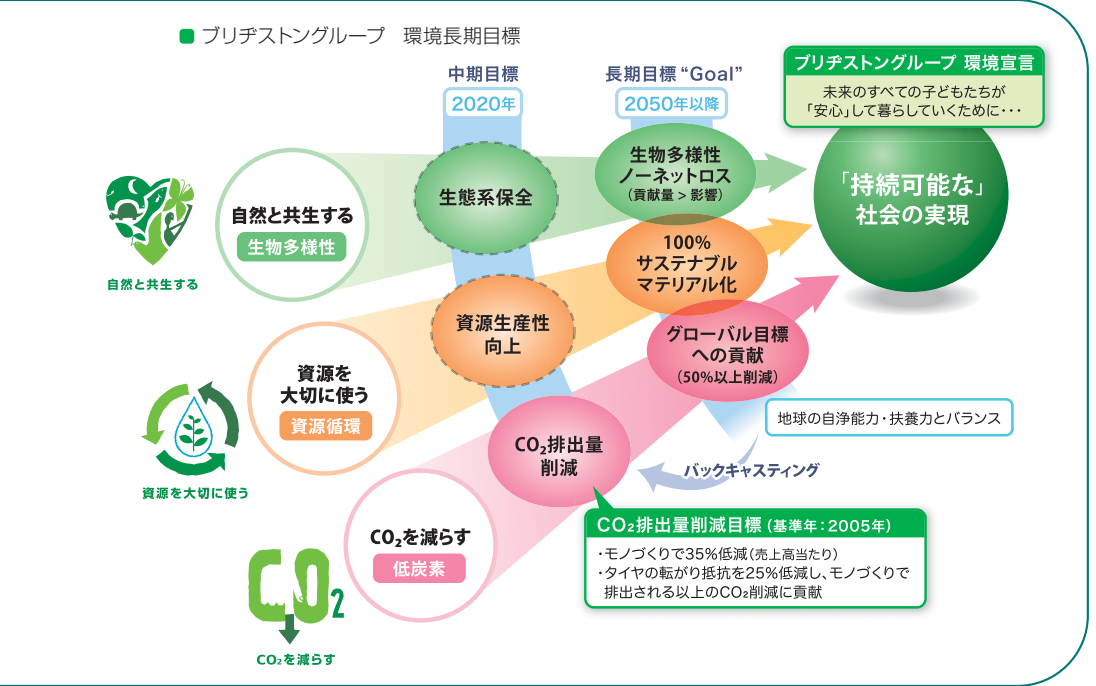 ブリヂストングループ 環境長期目標
中期目標
2020年
長期目標“Goal”
2050年以降
ブリヂストングループ 環境宣言
未来のすべての子どもたちが
「安心」して暮らしていくために・・・
「持続可能な」
社会の実現
自然と共生する
自然と共生する
生物多様性
生態系保全
生物多様性
ノーネットロス
(貢献量 > 影響)
資源を大切に使う
資源を
大切に使う
資源循環
資源生産性
向上
100%
サステナブル
マテリアル化
CO₂
CO₂を減らす
CO₂を減らす
低炭素
CO₂排出量
削減
グローバル目標
への貢献
(50%以上削減)
地球の自浄能力・扶養力とバランス
バックキャスティング
CO₂排出量削減目標(基準年:2005年)
・モノづくりで35%低減(売上高当たり)
・タイヤの転がり抵抗を25%低減し、モノづくりで
排出される以上のCO₂削減に貢献